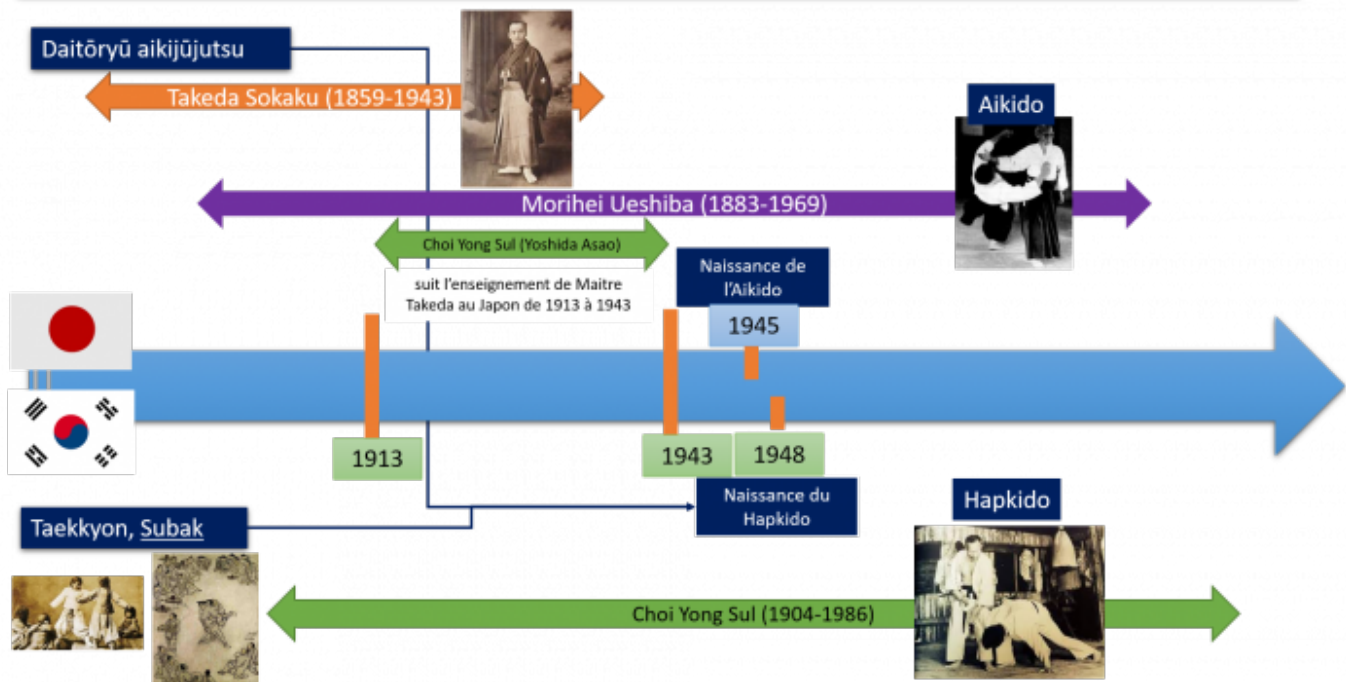 Daitōryū aikijūjutsu
Takeda Sokaku (1859-1943)
Aikido
Morihei Ueshiba (1883-1969)
Choi Yong Sul (Yoshida Asao)
suit l'enseignement de Maitre
Takeda au Japon de 1913 à 1943
Naissance de
l'Aikido
1945
1913
1943
1948
Naissance du
Hapkido
Taekkyon, Subak
Hapkido
Choi Yong Sul (1904-1986)